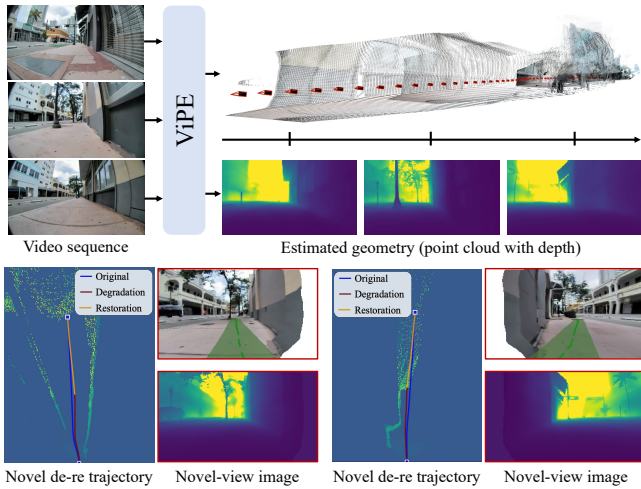 ViPE
Video sequence
Estimated geometry (point cloud with depth)
Original
Degradation
Restoration
Original
Degradation
Restoration
Novel de-re trajectory
Novel-view image
Novel de-re trajectory
Novel-view image